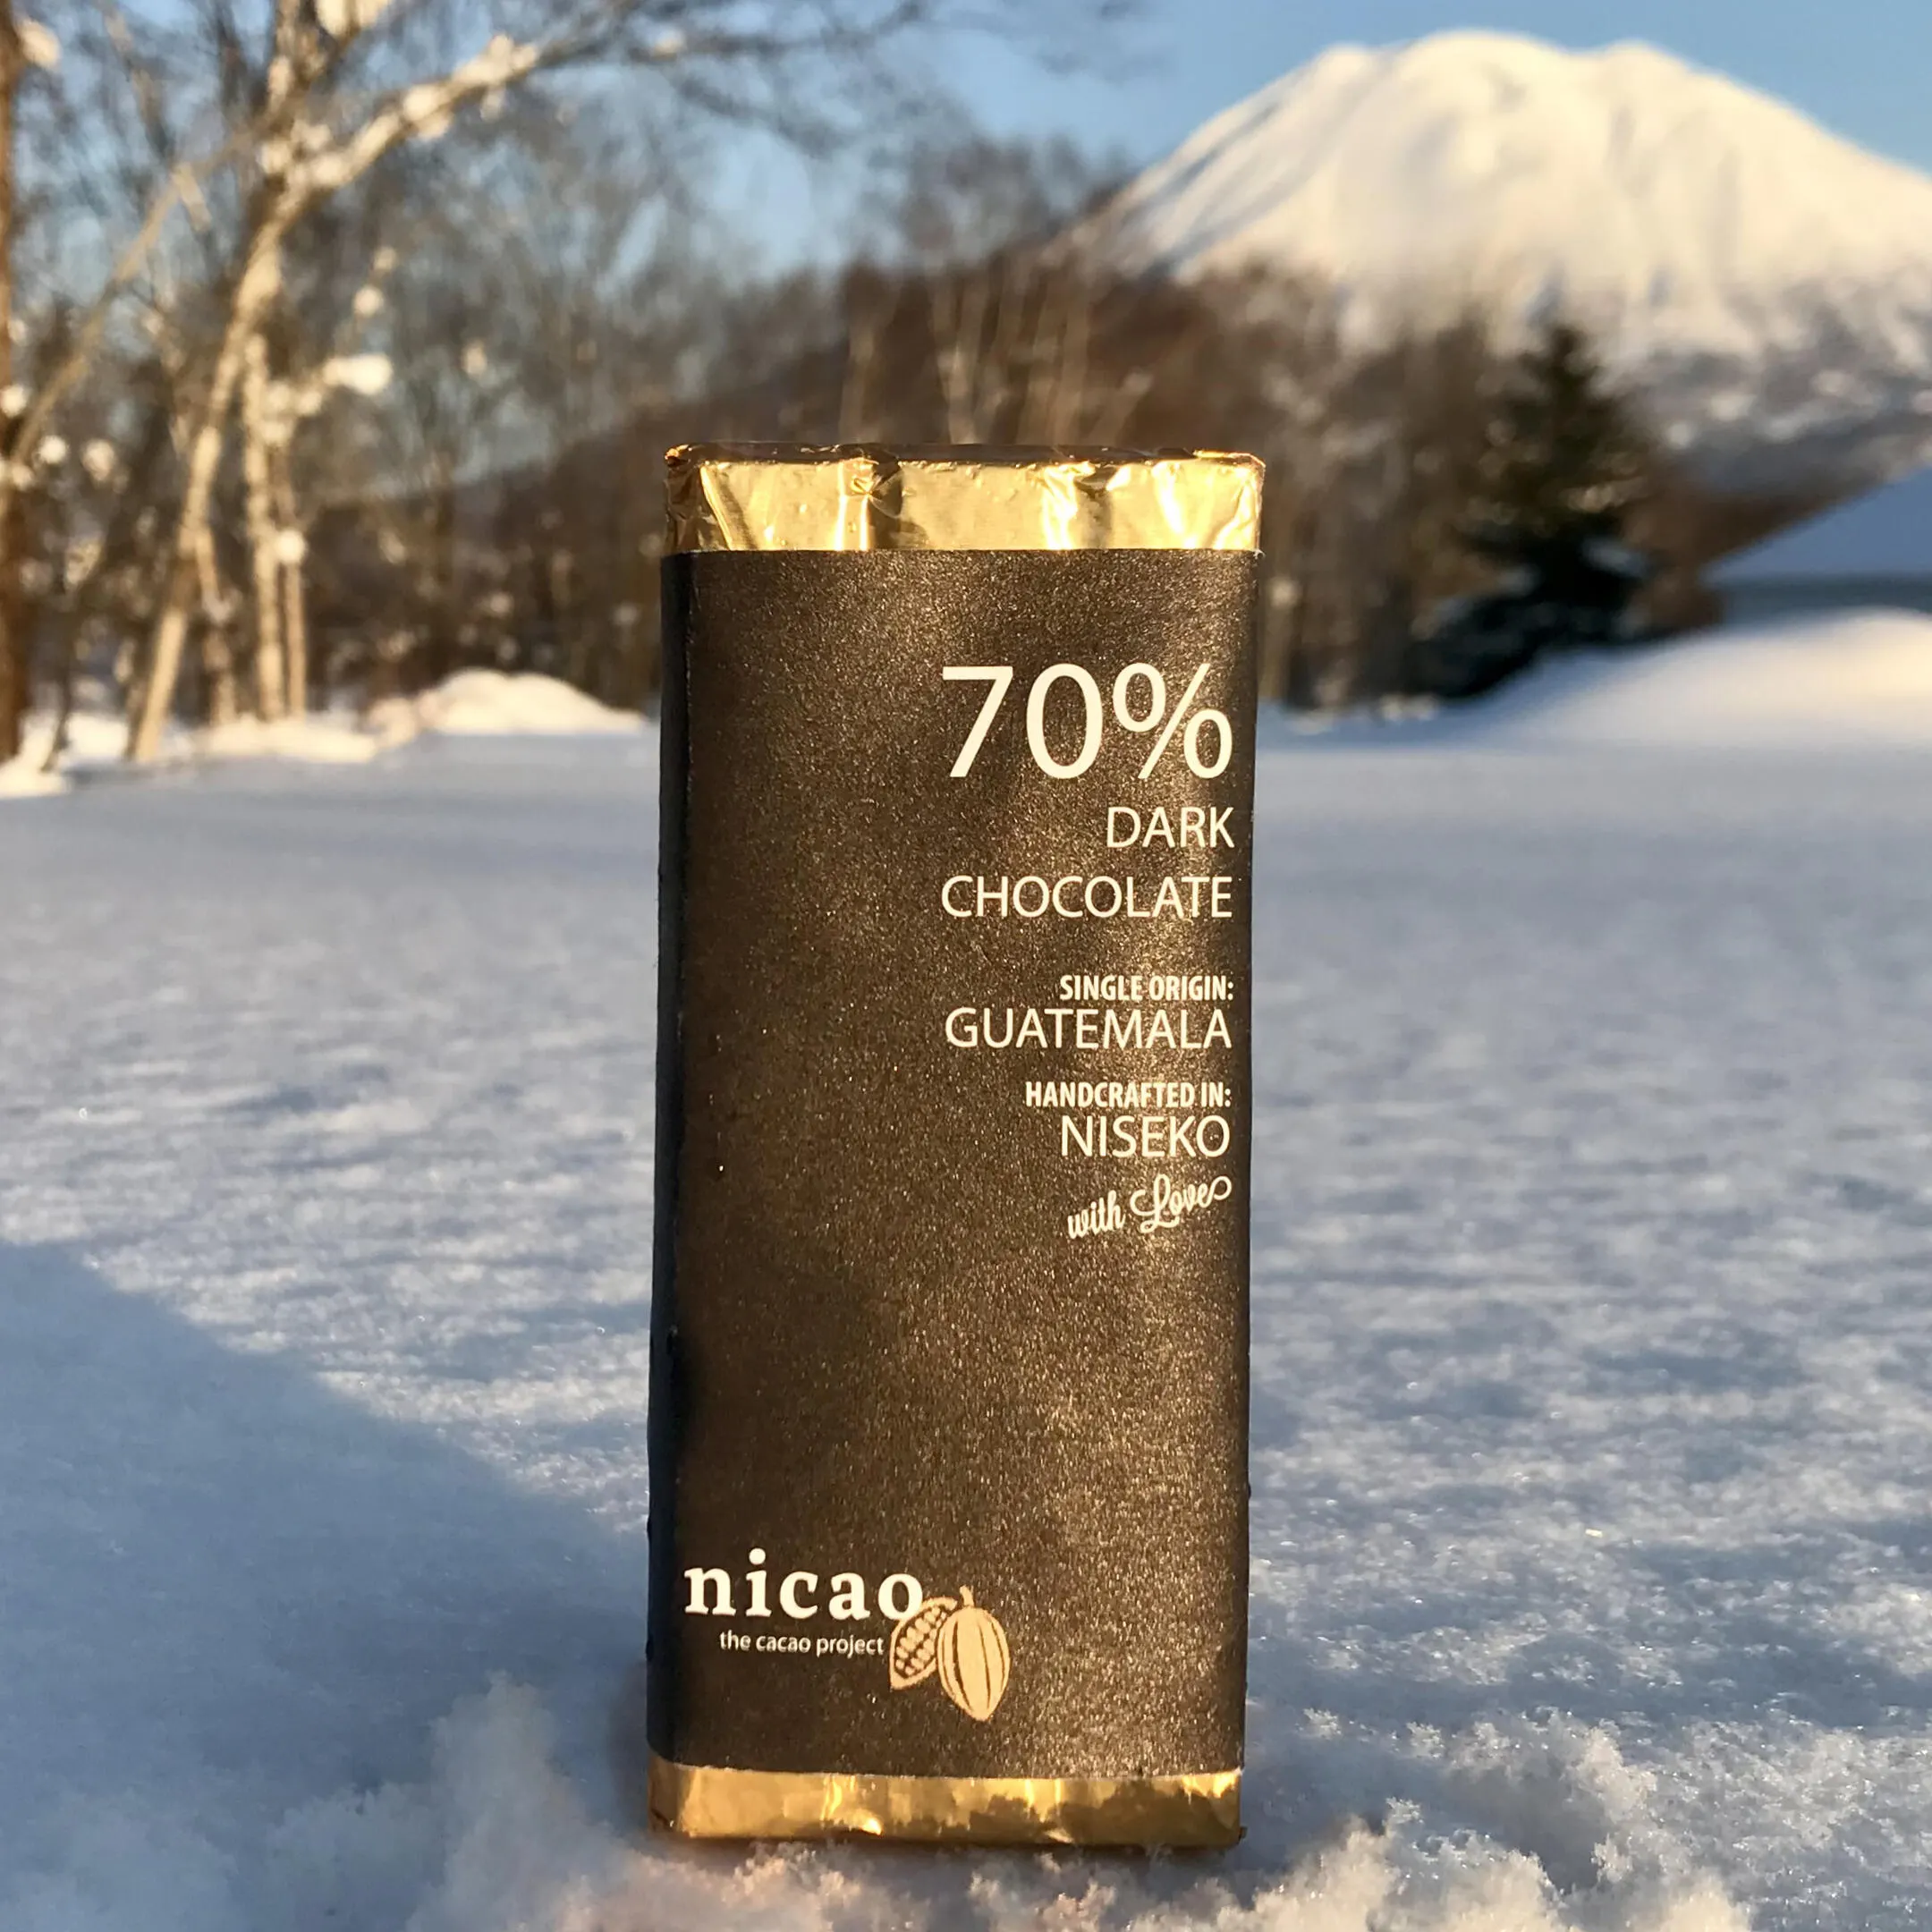 70%
DARK
CHOCOLATE
SINGLE ORIGIN:
GUATEMALA
HANDCRAFTED IN:
NISEKO
with Love
nicao
the cacao project